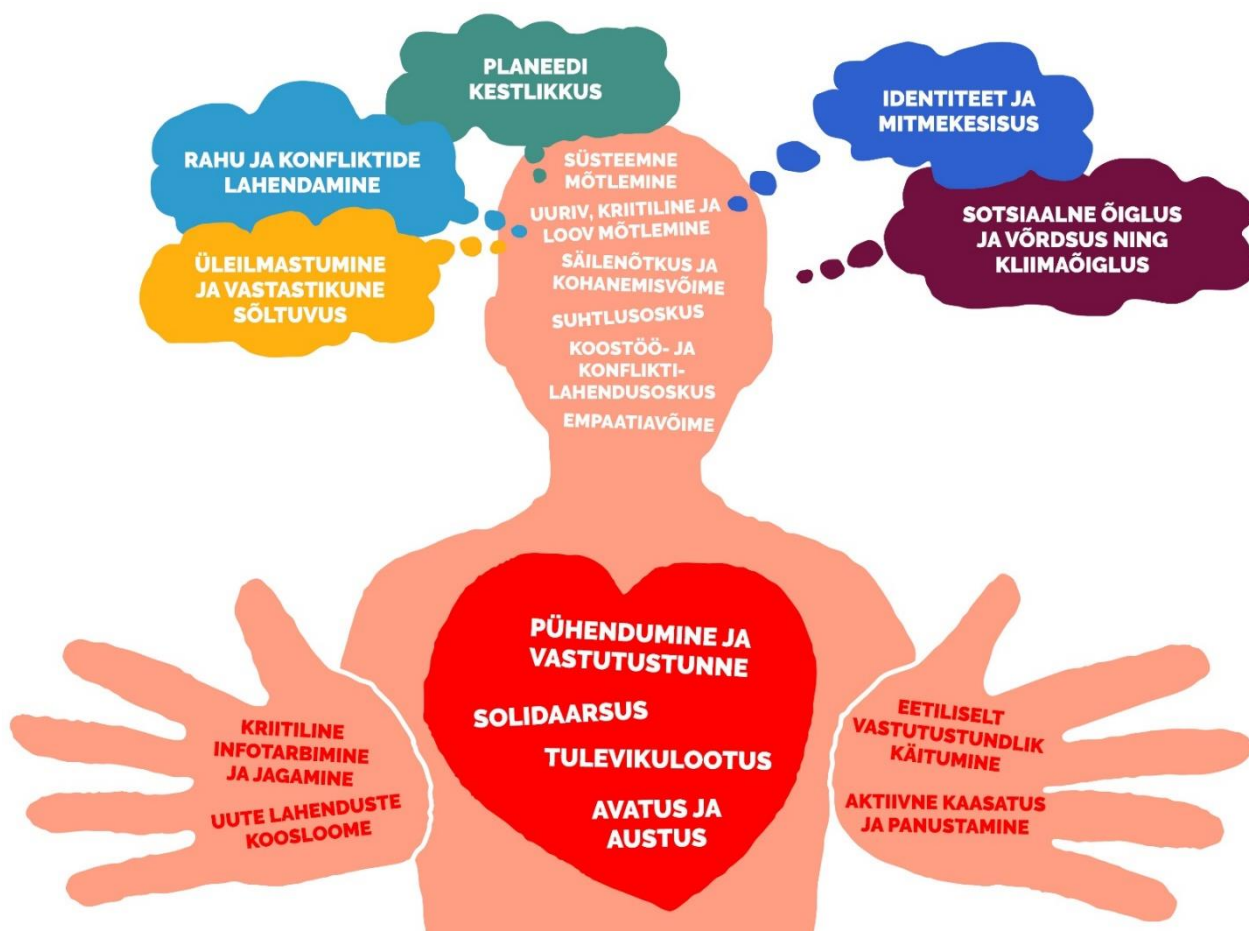 PLANEEDI
KESTLIKKUS
IDENTITEET JA
MITMEKESISUS
RAHU JA KONFLIKTIDE
LAHENDAMINE
SOTSIAALNE ÕIGLUS
JA VÕRDSUS NING
KLIIMAÕIGLUS
ÜLEILMASTUMINE
JA VASTASTIKUNE
SÕLTUVUS
SÜSTEEMNE
MÕTLEMINE
UURIV, KRIITILINE JA
LOOV MÕTLEMINE
SÄILENÕTKUS JA
KOHANEMISVÕIME
SUHTLUSOSKUS
KOOSTÖÖ- JA
KONFLIKTI-
LAHENDUSOSKUS
EMPAATIAVÕIME
PÜHENDUMINE JA
VASTUTUSTUNNE
SOLIDAARSUS
TULEVIKULOOTUS
AVATUS JA
AUSTUS
KRIITILINE
INFOTARBIMINE
JA JAGAMINE
UUTE LAHENDUSTE
KOOSLOOME
EETILISELT
VASTUTUSTUNDLIK
KÄITUMINE
AKTIIVNE KAASATUS
JA PANUSTAMINE